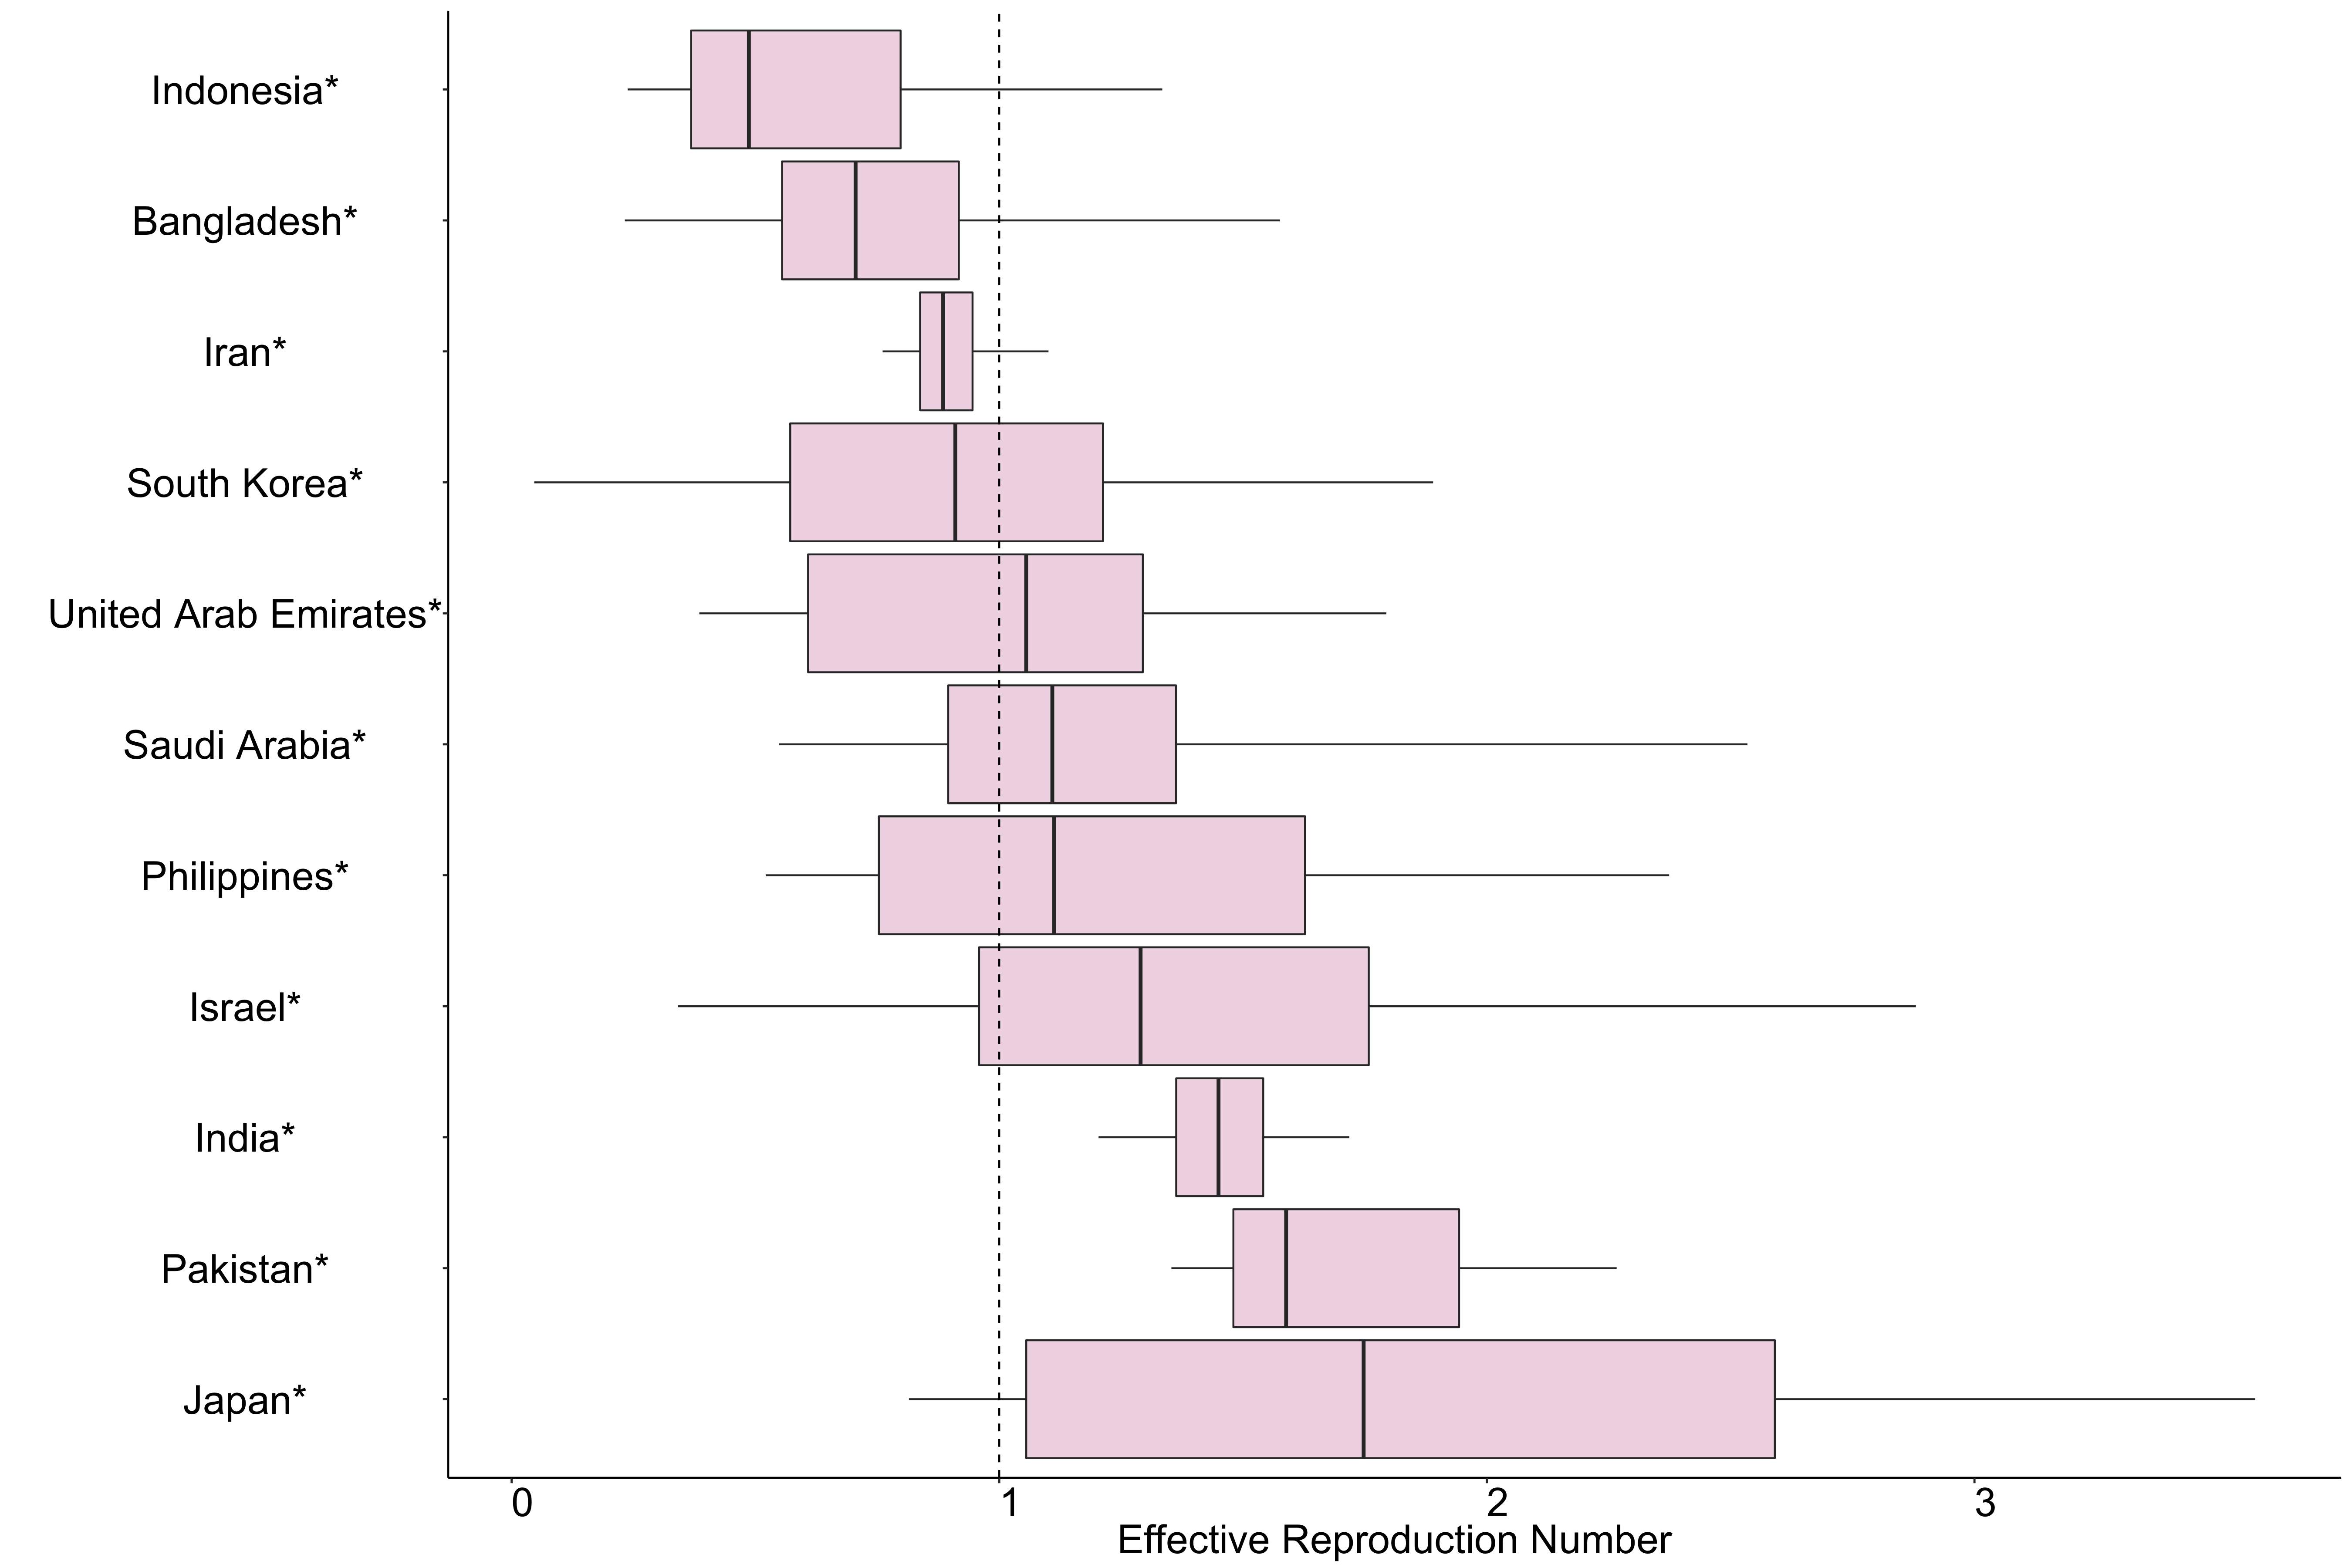 Indonesia*
Bangladesh*
Iran*
South Korea*
United Arab Emirates*
Saudi Arabia*
Philippines*
Israel*
India*
Pakistan*
Japan*
0 1 2 3
Effective Reproduction Number